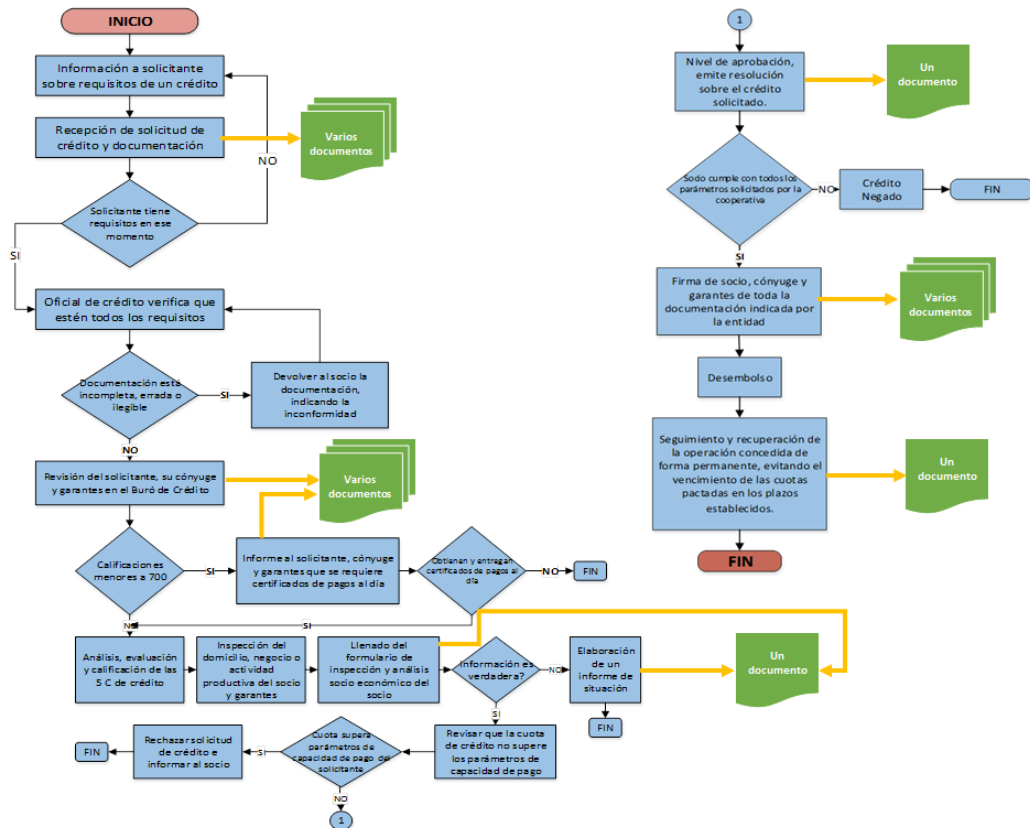 INICIO
Información a solicitante
sobre requisitos de un crédito
Recepción de solicitud de
crédito y documentación
Varios
documentos
NO
Solicitante tiene
requisitos en ese
momento
SI
Oficial de crédito verifica que
estén todos los requisitos
Documentación está
incompleta, errada o
ilegible
SI
Devolver al socio la
documentación,
indicando la
inconformidad
NO
Revisión del solicitante, su cónyuge
y garantes en el Buró de Crédito
Varios
documentos
Calificaciones
menores a 700
SI
Informe al solicitante, cónyuge
y garantes que se requiere
certificados de pagos al día
Obtienen y entregan
certificados de pagos al
día
NO
FIN
SI
NO
Análisis, evaluación
y calificación de las
5 C de crédito
Inspección del
domicilio, negocio o
actividad
productiva del socio
y garantes
Llenado del
formulario de
inspección y análisis
socio económico del
socio
Información es
verdadera?
NO
Elaboración
de un
informe de
situación
Un
documento
FIN
SI
Revisar que la cuota
de crédito no supere
los parámetros de
capacidad de pago
Cuota supera
parámetros de
capacidad de pago del
solicitante
SI
Rechazar solicitud
de crédito e
informar al socio
FIN
NO
1
1
Nivel de aprobación,
emite resolución
sobre el crédito
solicitado.
Un
documento
Sodo cumple con todos los
parámetros solicitados por la
cooperativa
NO
Crédito
Negado
FIN
SI
Firma de socio, cónyuge y
garantes de toda la
documentación indicada por
la entidad
Varios
documentos
Desembolso
Seguimiento y recuperación de
la operación concedida de
forma permanente, evitando el
vencimiento de las cuotas
pactadas en los plazos
establecidos.
Un
documento
FIN